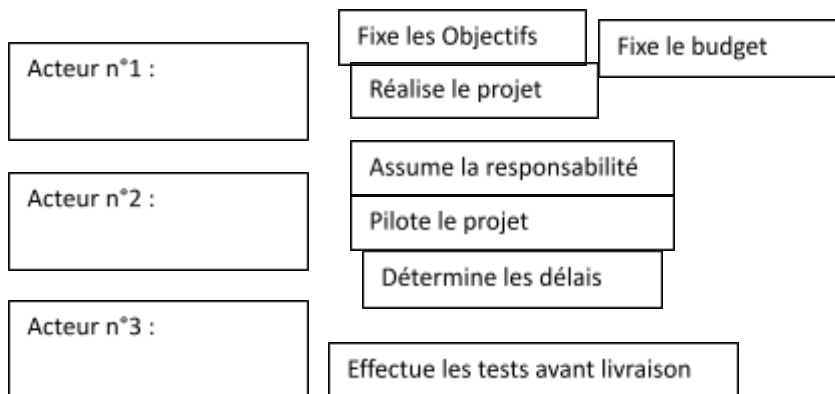 Fixe les Objectifs
Fixe le budget
Acteur n°1 :
Réalise le projet
Assume la responsabilité
Acteur n°2 :
Pilote le projet
Détermine les délais
Acteur n°3 :
Effectue les tests avant livraison